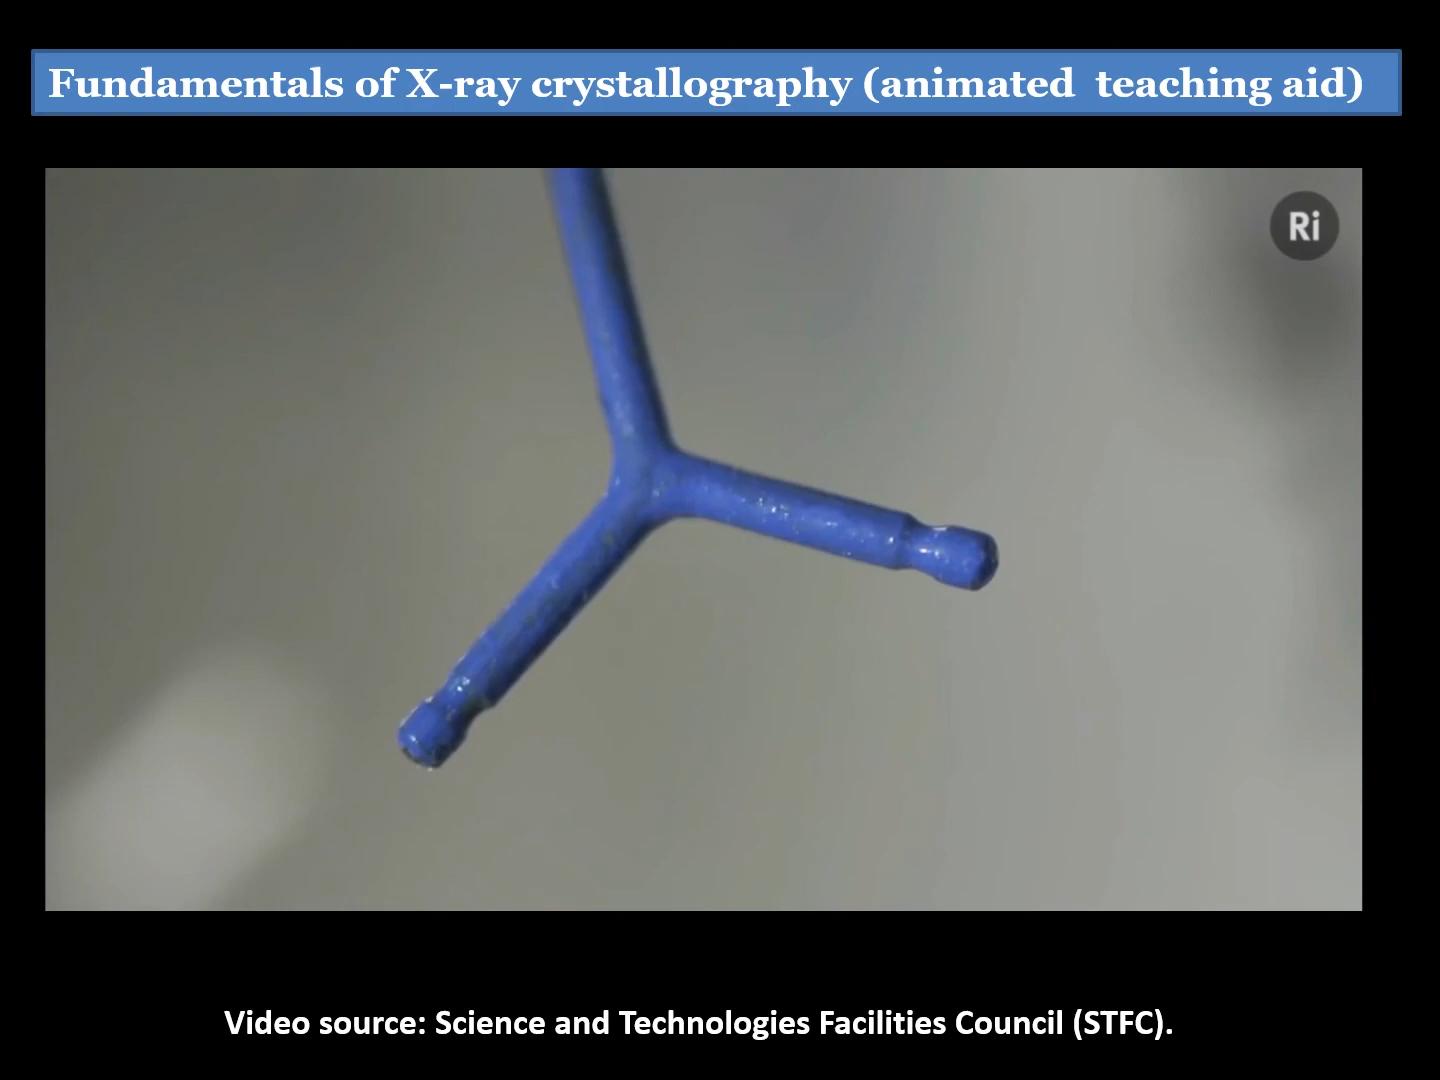 Fundamentals of X-ray crystallography (animated teaching aid)
Ri
Video source: Science and Technologies Facilities Council (STFC).